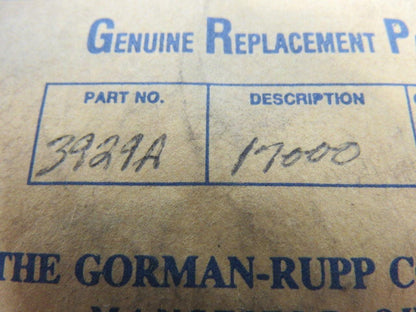 GENUINE REPLACEMENT P
PART NO. DESCRIPTION
3929A 17000
THE GORMAN-RUPP C